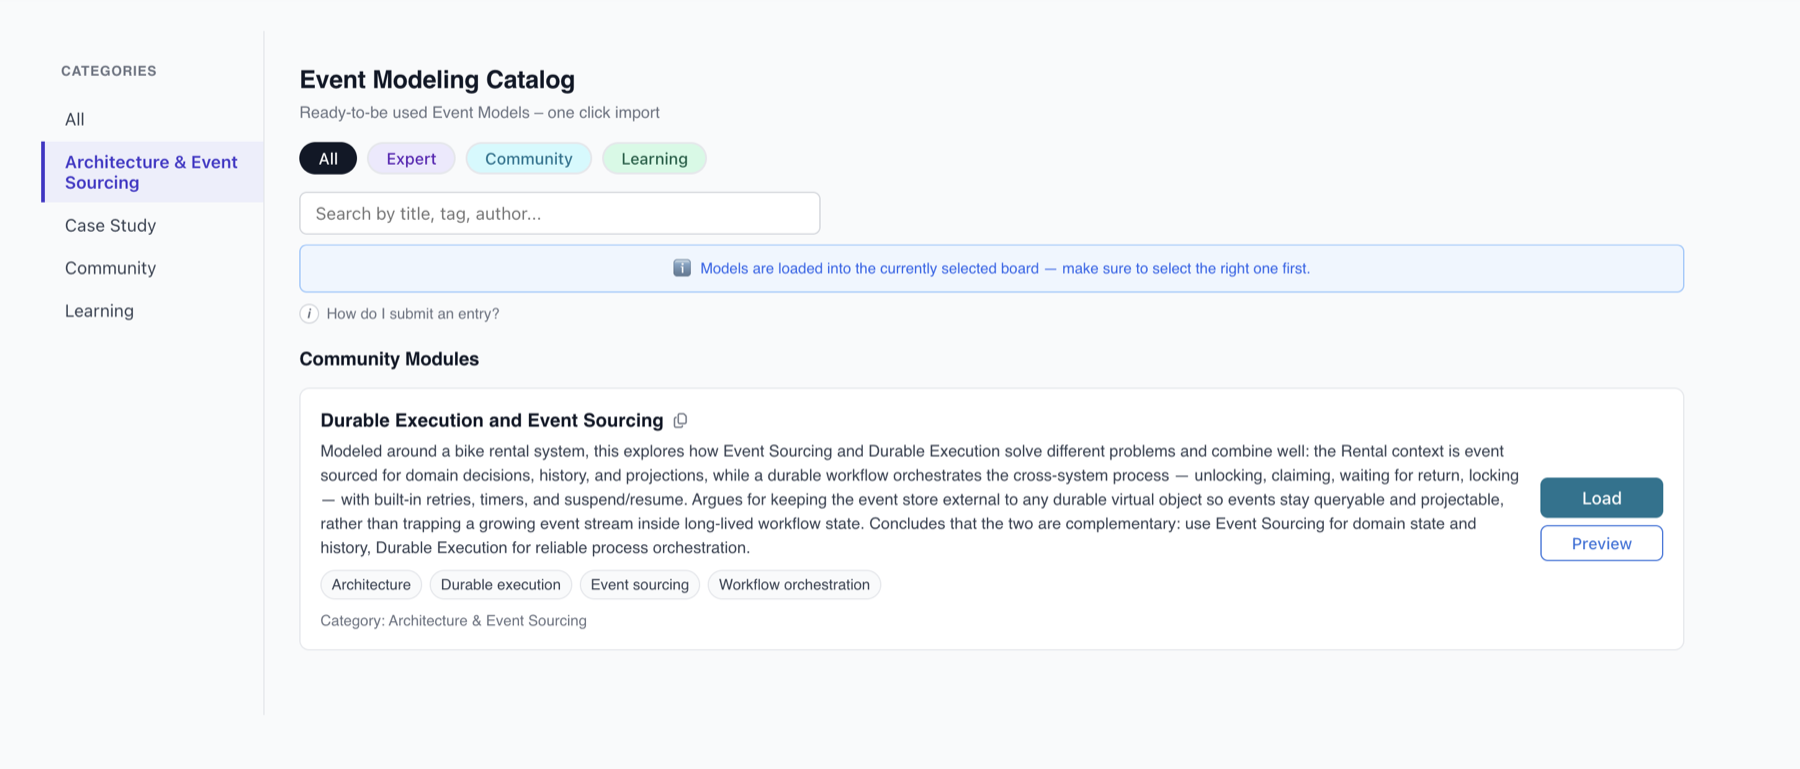 CATEGORIES
All
Architecture & Event
Sourcing
Case Study
Community
Learning
Event Modeling Catalog
Ready-to-be used Event Models – one click import
All
Expert
Community
Learning
Search by title, tag, author...
Models are loaded into the currently selected board — make sure to select the right one first.
i How do I submit an entry?
Community Modules
Durable Execution and Event Sourcing
Modeled around a bike rental system, this explores how Event Sourcing and Durable Execution solve different problems and combine well: the Rental context is event
sourced for domain decisions, history, and projections, while a durable workflow orchestrates the cross-system process — unlocking, claiming, waiting for return, locking
— with built-in retries, timers, and suspend/resume. Argues for keeping the event store external to any durable virtual object so events stay queryable and projectable,
rather than trapping a growing event stream inside long-lived workflow state. Concludes that the two are complementary: use Event Sourcing for domain state and
history, Durable Execution for reliable process orchestration.
Load
Preview
Architecture
Durable execution
Event sourcing
Workflow orchestration
Category: Architecture & Event Sourcing